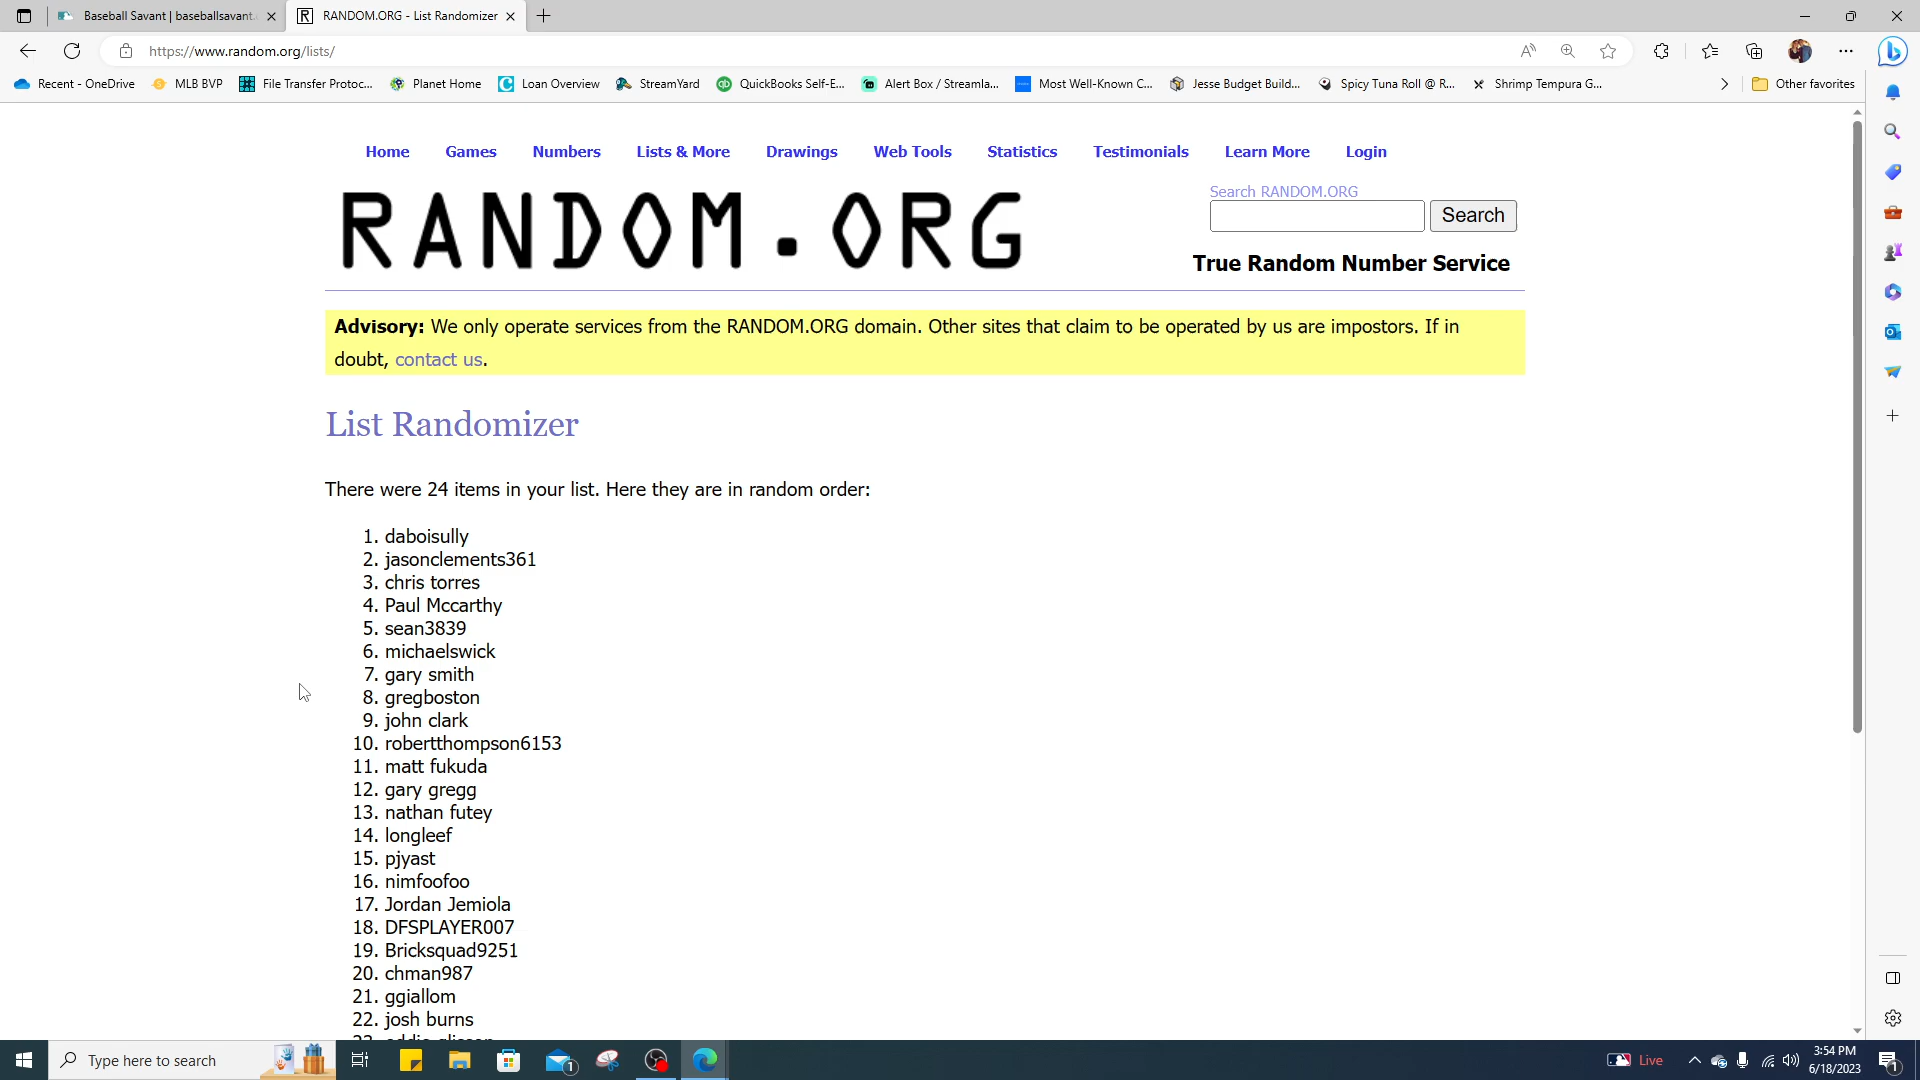 Baseball Savant | baseballsavant.
RANDOM.ORG - List Randomizer
https://www.random.org/lists/
Recent - OneDrive
MLB BVP
File Transfer Protoc...
Planet Home
Loan Overview
StreamYard
QuickBooks Self-E...
Alert Box / Streamla...
Most Well-Known C...
Jesse Budget Build...
Spicy Tuna Roll @ R...
Shrimp Tempura G...
Other favorites
Home Games Numbers Lists & More Drawings Web Tools Statistics Testimonials Learn More Login
RANDOM.ORG
Search RANDOM.ORG
Search
True Random Number Service
Advisory: We only operate services from the RANDOM.ORG domain. Other sites that claim to be operated by us are impostors. If in
doubt, contact us.
List Randomizer
There were 24 items in your list. Here they are in random order:
1. daboisully
2. jasonclements361
3. chris torres
4. Paul Mccarthy
5. sean3839
6. michaelswick
7. gary smith
8. gregboston
9. john clark
10. robertthompson6153
11. matt fukuda
12. gary gregg
13. nathan futey
14. longleef
15. pjyast
16. nimfoofoo
17. Jordan Jemiola
18. DFSPLAYER007
19. Bricksquad9251
20. chman987
21. ggiallom
22. josh burns
Type here to search
Live
3:54 PM
6/18/2023